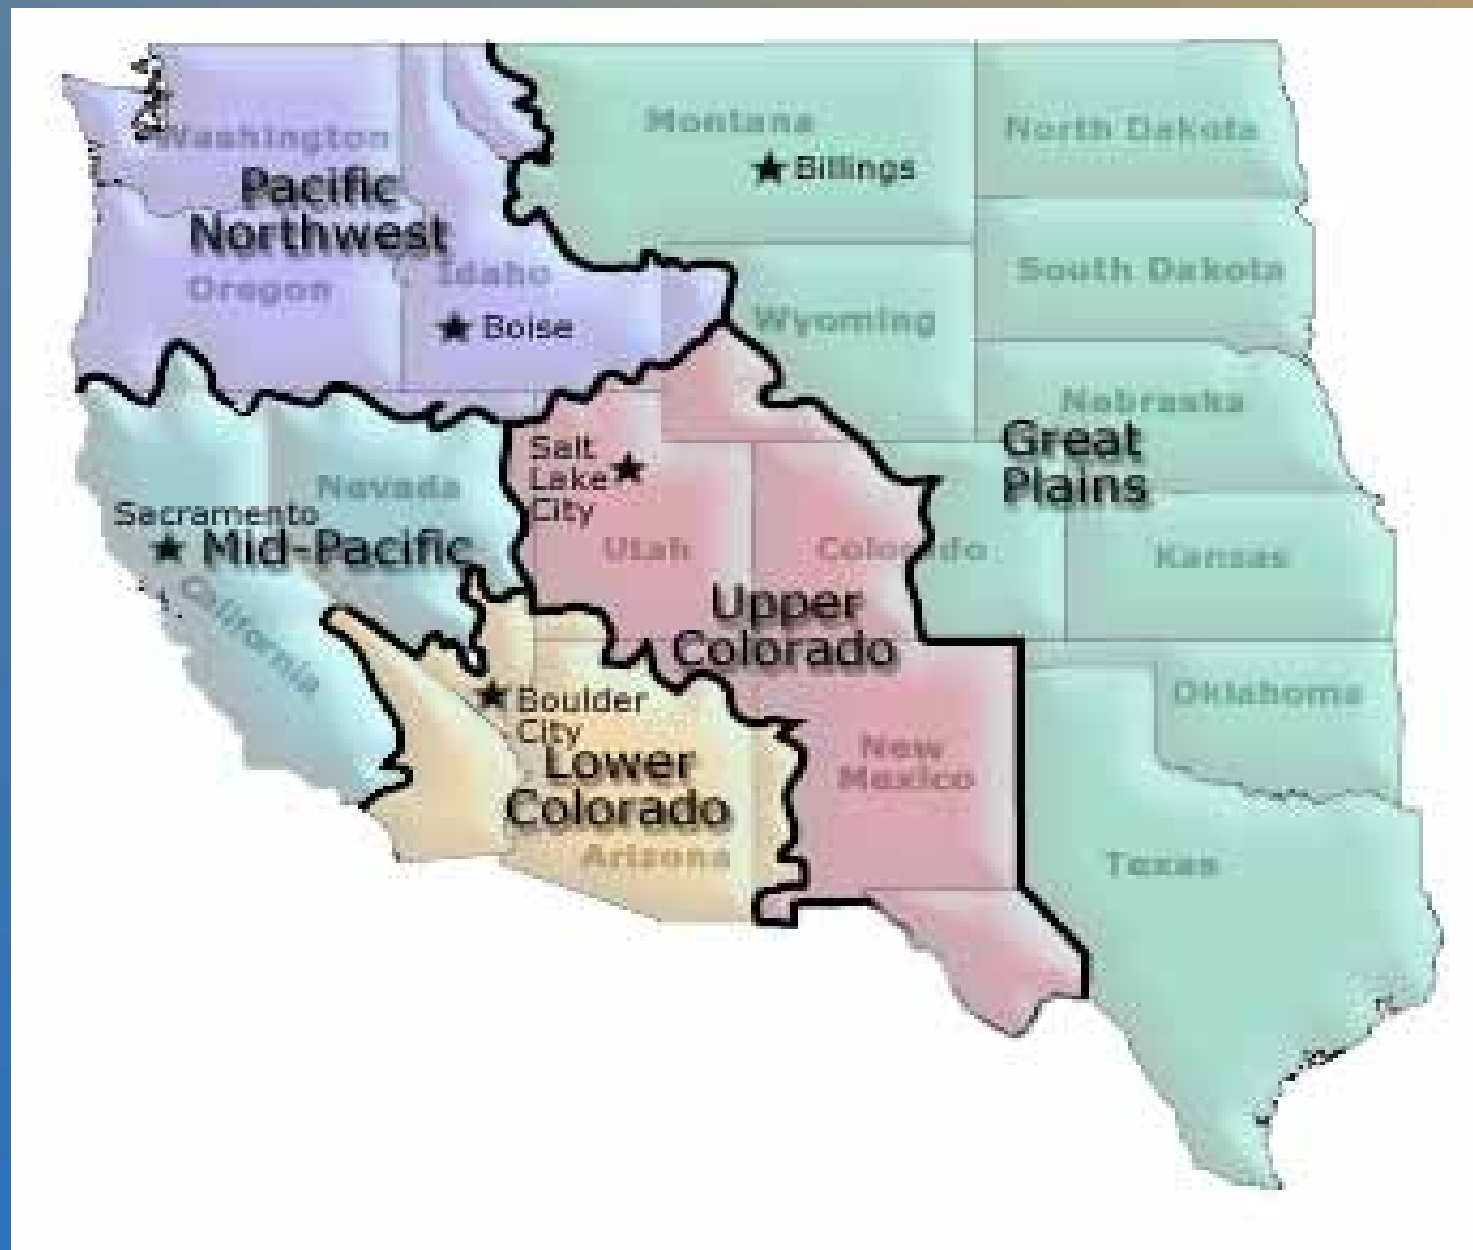 Washington
Montana
North Dakota
Billings
Pacific
Northwest
Idaho
South Dakota
Oregon
Boise
Wyoming
Nebraska
Great
Plains
Salt
Lake
City
Nevada
Sacramento
Mid-Pacific
Utah
Colorado
Kansas
California
Upper
Colorado
Boulder
City
Oklahoma
Lower
Colorado
New
Mexico
Arizona
Texas